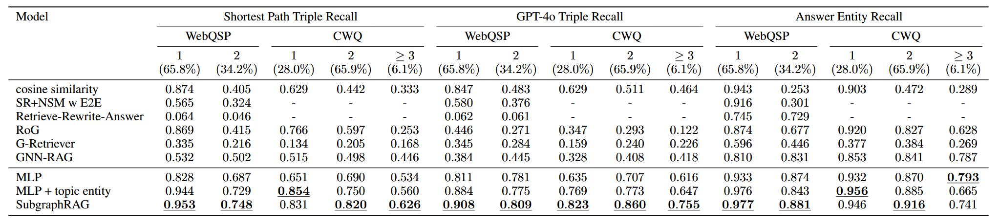 Model Shortest Path Triple Recall GPT-4o Triple Recall Answer Entity Recall
WebQSP CWQ WebQSP CWQ WebQSP CWQ
1 2 1 2 ≥ 3 1 2 1 2 ≥ 3 1 2 1 2 ≥ 3
(65.8%) (34.2%) (28.0%) (65.9%) (6.1%) (65.8%) (34.2%) (28.0%) (65.9%) (6.1%) (65.8%) (34.2%) (28.0%) (65.9%) (6.1%)
cosine similarity 0.874 0.405 0.629 0.442 0.333 0.847 0.483 0.629 0.511 0.464 0.943 0.253 0.903 0.472 0.289
SR+NSM w E2E 0.565 0.324 - - - 0.580 0.376 - - - 0.916 0.301 - - -
Retrieve-Rewrite-Answer 0.064 0.046 - - - 0.062 0.061 - - - 0.745 0.729 - - -
RoG 0.869 0.415 0.766 0.597 0.253 0.446 0.271 0.347 0.293 0.122 0.874 0.677 0.920 0.827 0.628
G-Retriever 0.335 0.216 0.134 0.205 0.168 0.345 0.284 0.159 0.240 0.226 0.596 0.446 0.377 0.384 0.269
GNN-RAG 0.532 0.502 0.515 0.498 0.446 0.384 0.445 0.328 0.408 0.418 0.810 0.831 0.853 0.841 0.787
MLP 0.828 0.687 0.651 0.690 0.534 0.811 0.781 0.635 0.707 0.616 0.933 0.874 0.932 0.870 0.793
MLP + topic entity 0.944 0.729 0.854 0.750 0.560 0.884 0.775 0.769 0.773 0.647 0.976 0.843 0.956 0.885 0.665
SubgraphRAG 0.953 0.748 0.831 0.820 0.626 0.908 0.809 0.823 0.860 0.755 0.977 0.881 0.946 0.916 0.741